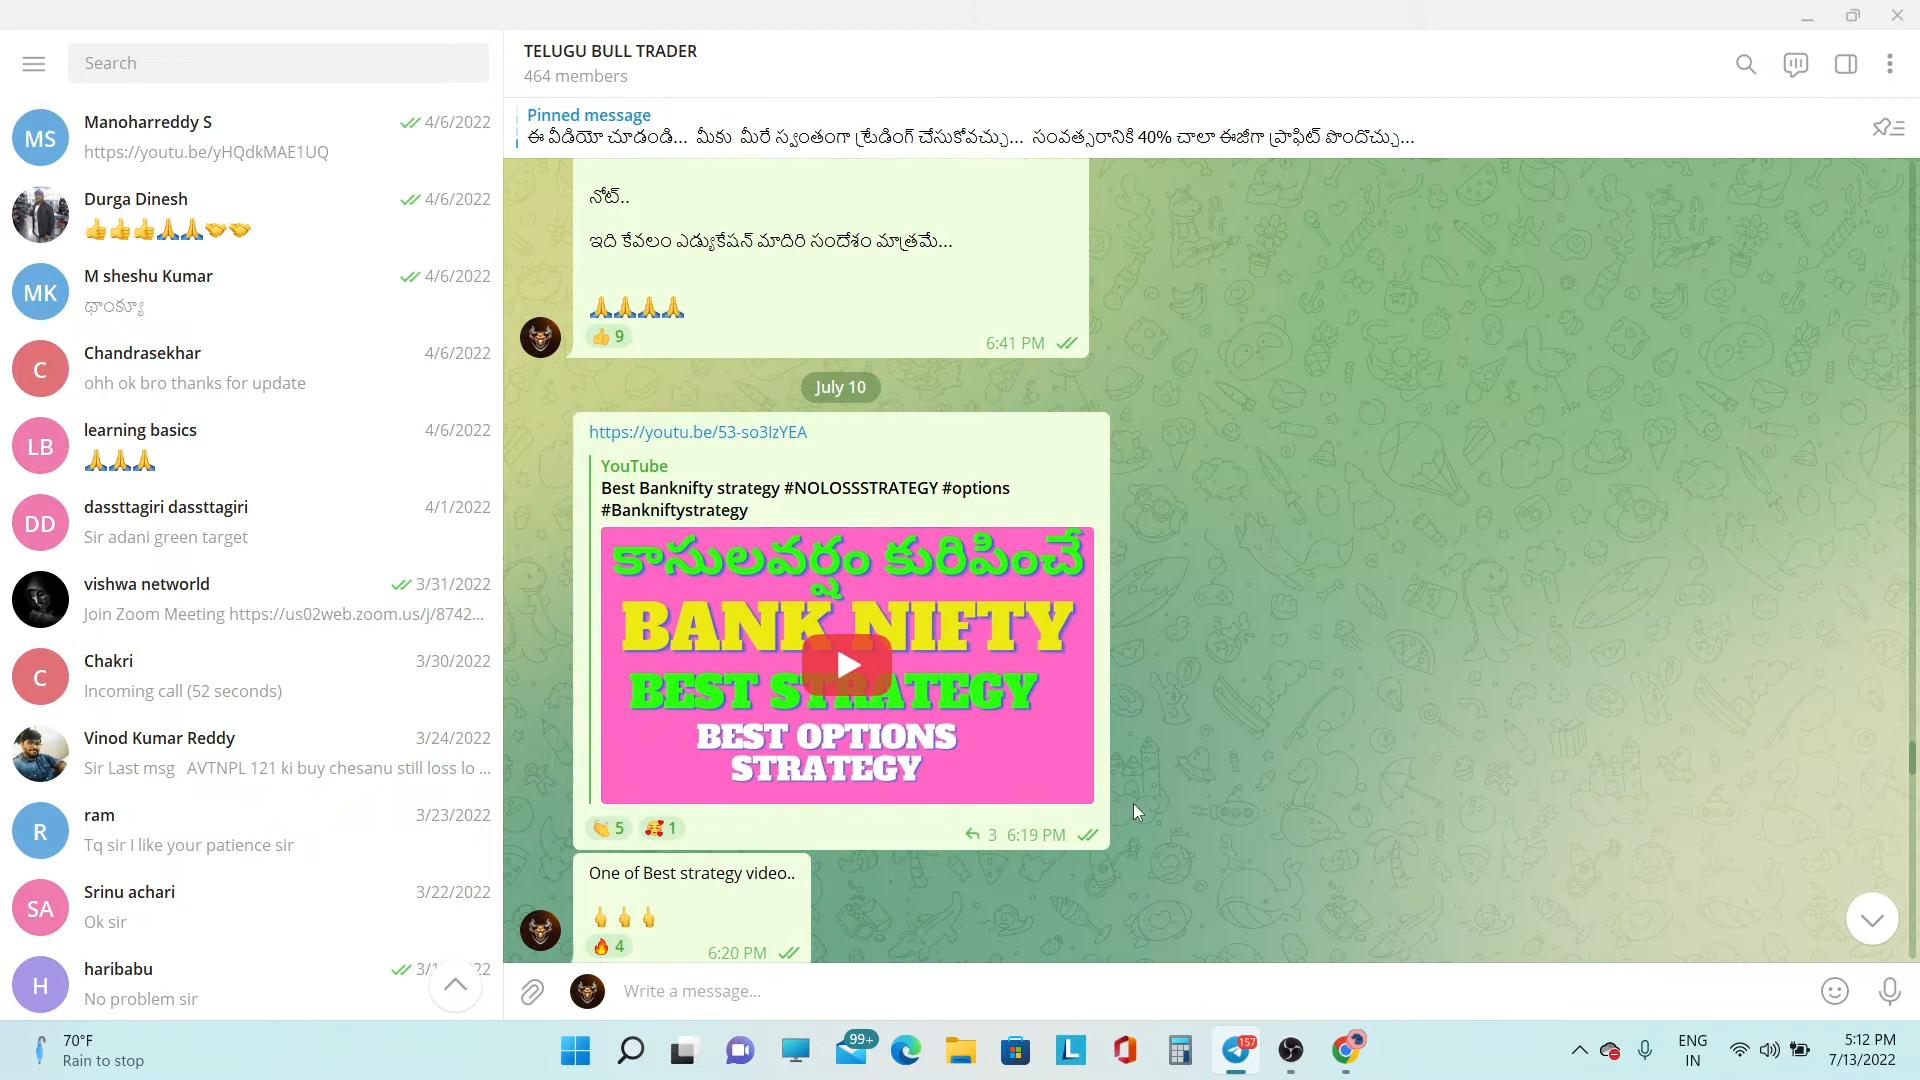 Search
Manoharreddy S
4/6/2022
https://youtu.be/yHQdkMAE1UQ
Durga Dinesh
4/6/2022
👍👍👍🙏🙏🤝🤝
M sheshu Kumar
4/6/2022
థాంక్యూ
Chandrasekhar
4/6/2022
ohh ok bro thanks for update
learning basics
4/6/2022
🙏🙏🙏
dassttagiri dassttagiri
4/1/2022
Sir adani green target
vishwa networld
3/31/2022
Join Zoom Meeting https://us02web.zoom.us/j/8742...
Chakri
3/30/2022
Incoming call (52 seconds)
Vinod Kumar Reddy
3/24/2022
Sir Last msg AVTNPL 121 ki buy chesanu still loss lo ...
ram
3/23/2022
Tq sir I like your patience sir
Srinu achari
3/22/2022
Ok sir
haribabu
No problem sir
MS
MK
C
LB
DD
C
R
SA
H
TELUGU BULL TRADER
464 members
Pinned message
ఈ వీడియో చూడండి... మీకు మీరే స్వంతంగా ట్రేడింగ్ చేసుకోవచ్చు... సంవత్సరానికి 40% చాలా ఈజీగా ప్రాఫిట్ పొందొచ్చు...
నోట్..
ఇది కేవలం ఎడ్యుకేషన్ మాదిరి సందేశం మాత్రమే...
🙏🙏🙏🙏
👍 9
6:41 PM
July 10
https://youtu.be/53-so3IzYEA
YouTube
Best Banknifty strategy #NOLOSSSTRATEGY #options
#Bankniftystrategy
కాసులవర్షం కురిపించే
BANK NIFTY
BEST STRATEGY
BEST OPTIONS
STRATEGY
👏 5 🥰 1
3 6:19 PM
One of Best strategy video..
👆👆👆
🔥 4
6:20 PM
Write a message...
70°F
Rain to stop
99+
157
ENG
IN
5:12 PM
7/13/2022